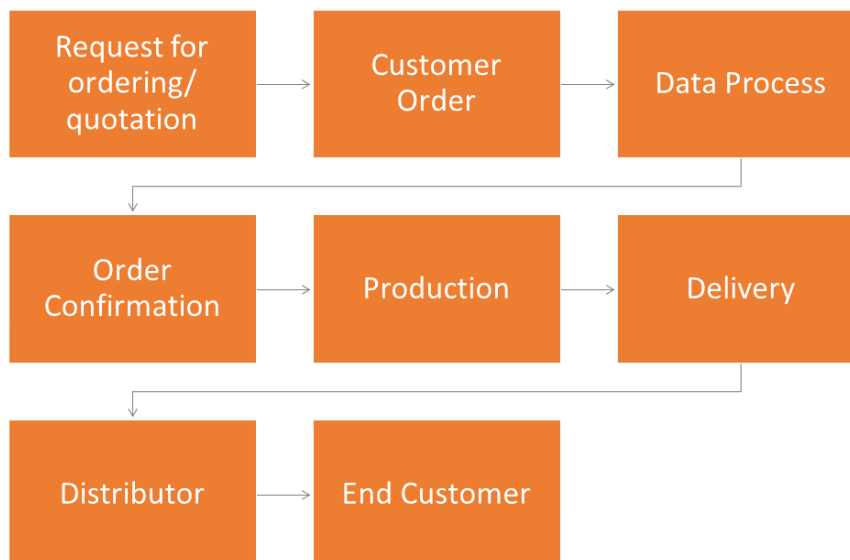 Request for
ordering/
quotation
Customer
Order
Data Process
Order
Confirmation
Production
Delivery
Distributor
End Customer